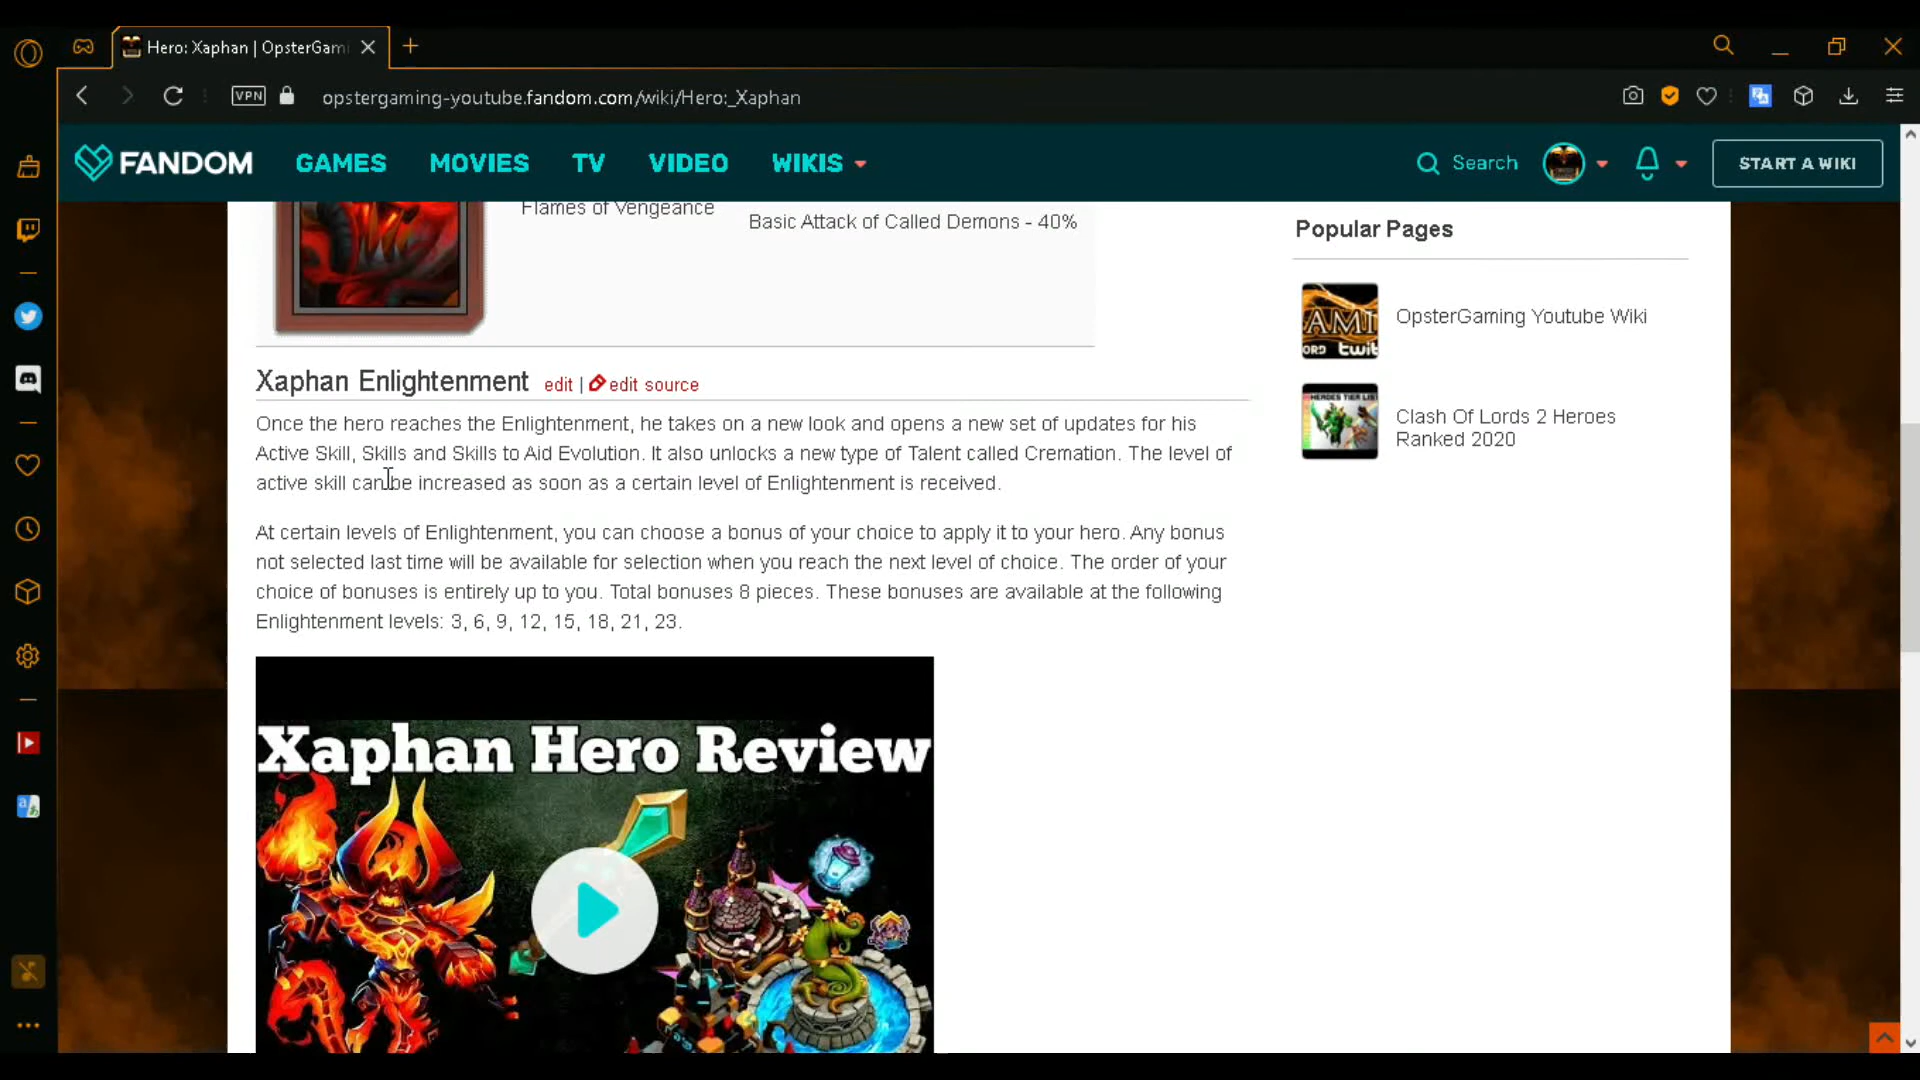 Hero: Xaphan | OpsterGami
VPN
opstergaming-youtube.fandom.com/wiki/Hero:_Xaphan
FANDOM
GAMES
MOVIES
TV
VIDEO
WIKIS
Search
START A WIKI
Flames of Vengeance
Basic Attack of Called Demons - 40%
Xaphan Enlightenment edit | edit source
Once the hero reaches the Enlightenment, he takes on a new look and opens a new set of updates for his
Active Skill, Skills and Skills to Aid Evolution. It also unlocks a new type of Talent called Cremation. The level of
active skill can be increased as soon as a certain level of Enlightenment is received.
At certain levels of Enlightenment, you can choose a bonus of your choice to apply it to your hero. Any bonus
not selected last time will be available for selection when you reach the next level of choice. The order of your
choice of bonuses is entirely up to you. Total bonuses 8 pieces. These bonuses are available at the following
Enlightenment levels: 3, 6, 9, 12, 15, 18, 21, 23.
Xaphan Hero Review
Popular Pages
AMI
ORD twit
OpsterGaming Youtube Wiki
HEROES TIER LIST
Clash Of Lords 2 Heroes
Ranked 2020